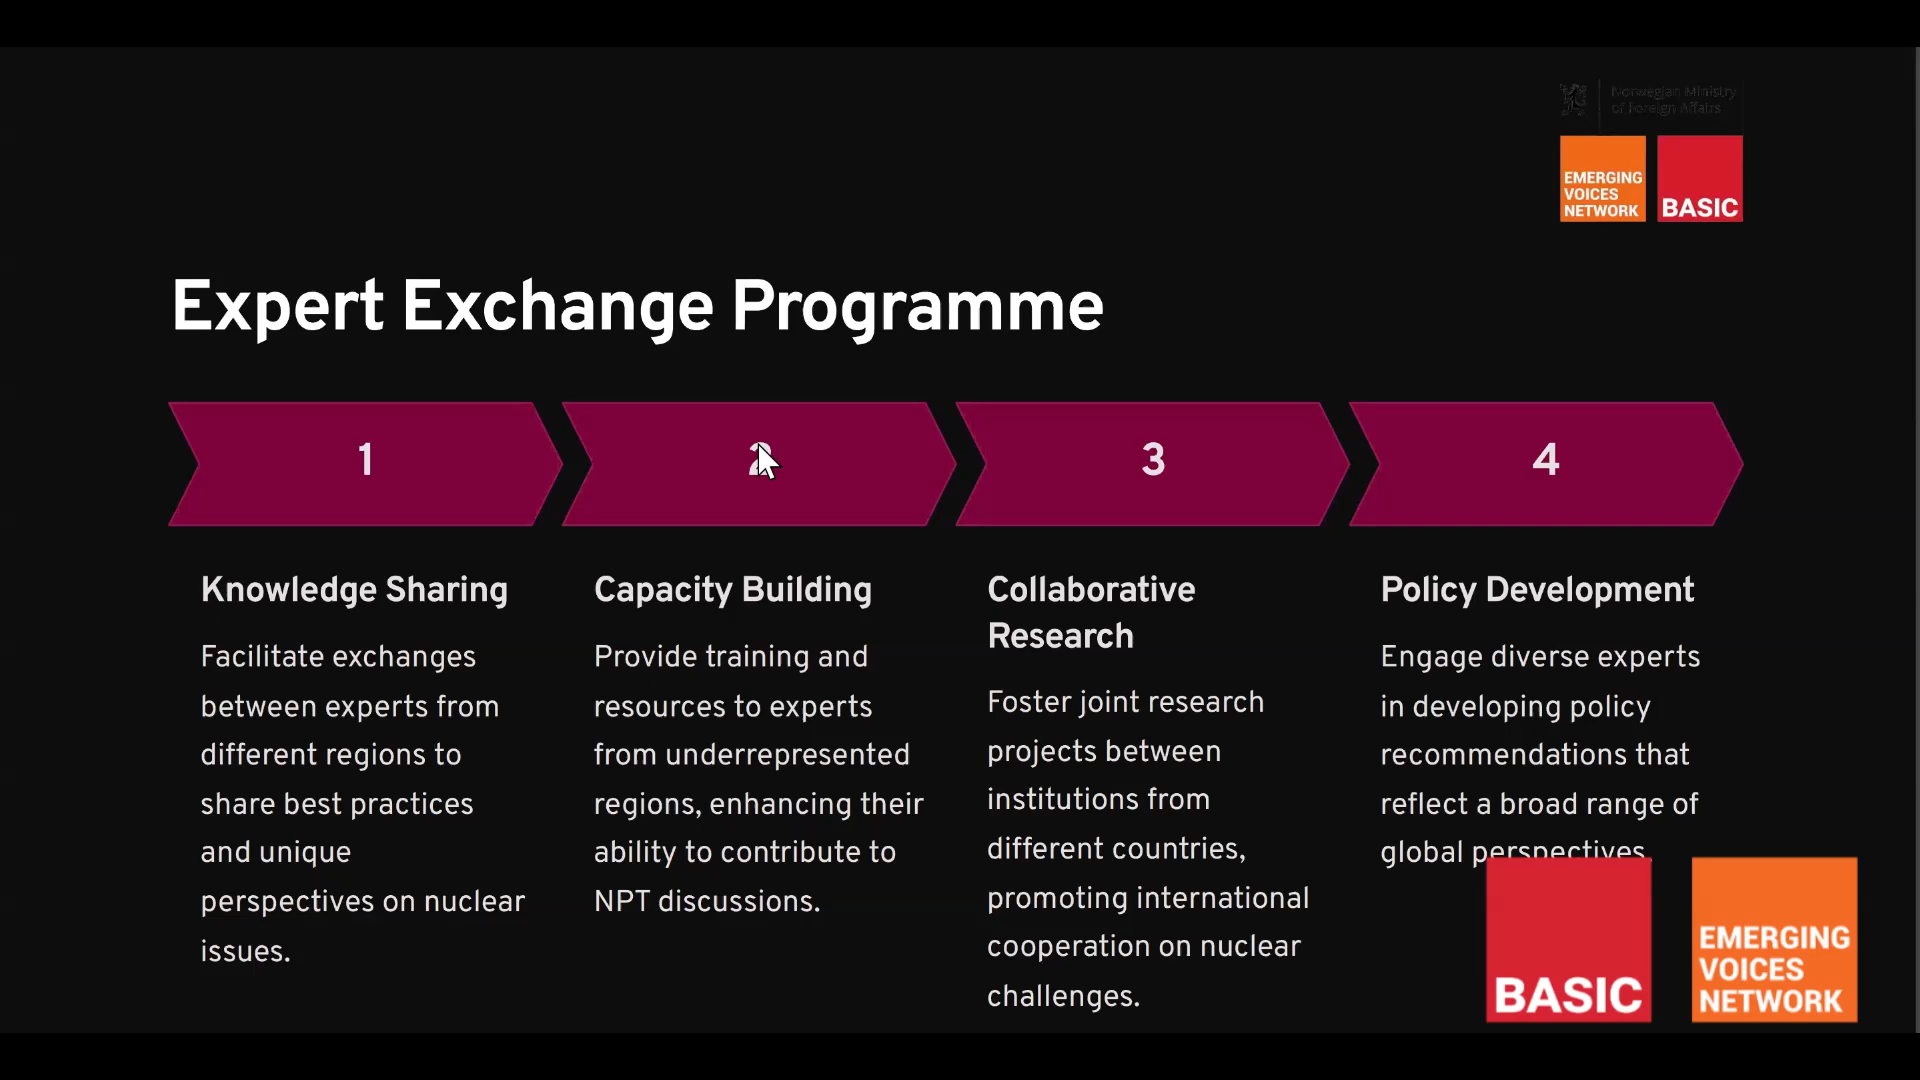 Norwegian Ministry
of Foreign Affairs
EMERGING
VOICES
NETWORK
BASIC
Expert Exchange Programme
1
2
3
4
Knowledge Sharing
Facilitate exchanges
between experts from
different regions to
share best practices
and unique
perspectives on nuclear
issues.
Capacity Building
Provide training and
resources to experts
from underrepresented
regions, enhancing their
ability to contribute to
NPT discussions.
Collaborative
Research
Foster joint research
projects between
institutions from
different countries,
promoting international
cooperation on nuclear
challenges.
Policy Development
Engage diverse experts
in developing policy
recommendations that
reflect a broad range of
global perspectives.
BASIC
EMERGING
VOICES
NETWORK